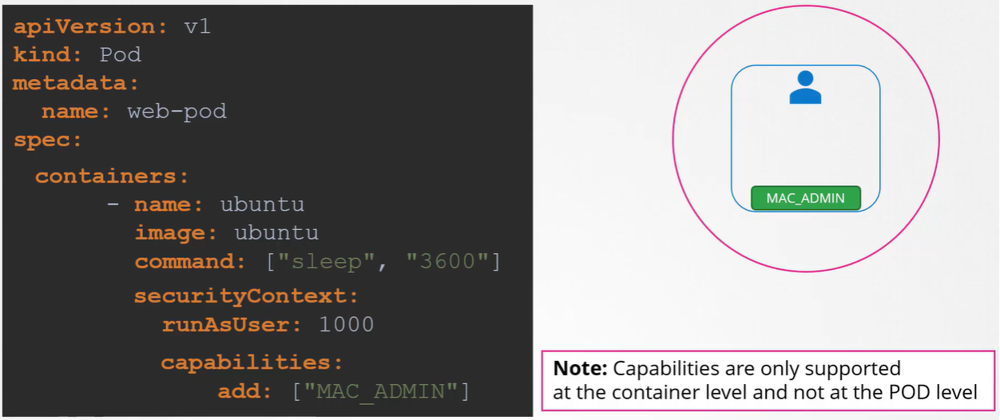 apiVersion: v1
kind: Pod
metadata:
  name: web-pod
spec:
  containers:
      - name: ubuntu
        image: ubuntu
        command: ["sleep", "3600"]
        securityContext:
          runAsUser: 1000
          capabilities:
              add: ["MAC_ADMIN"]
MAC_ADMIN
Note: Capabilities are only supported
at the container level and not at the POD level